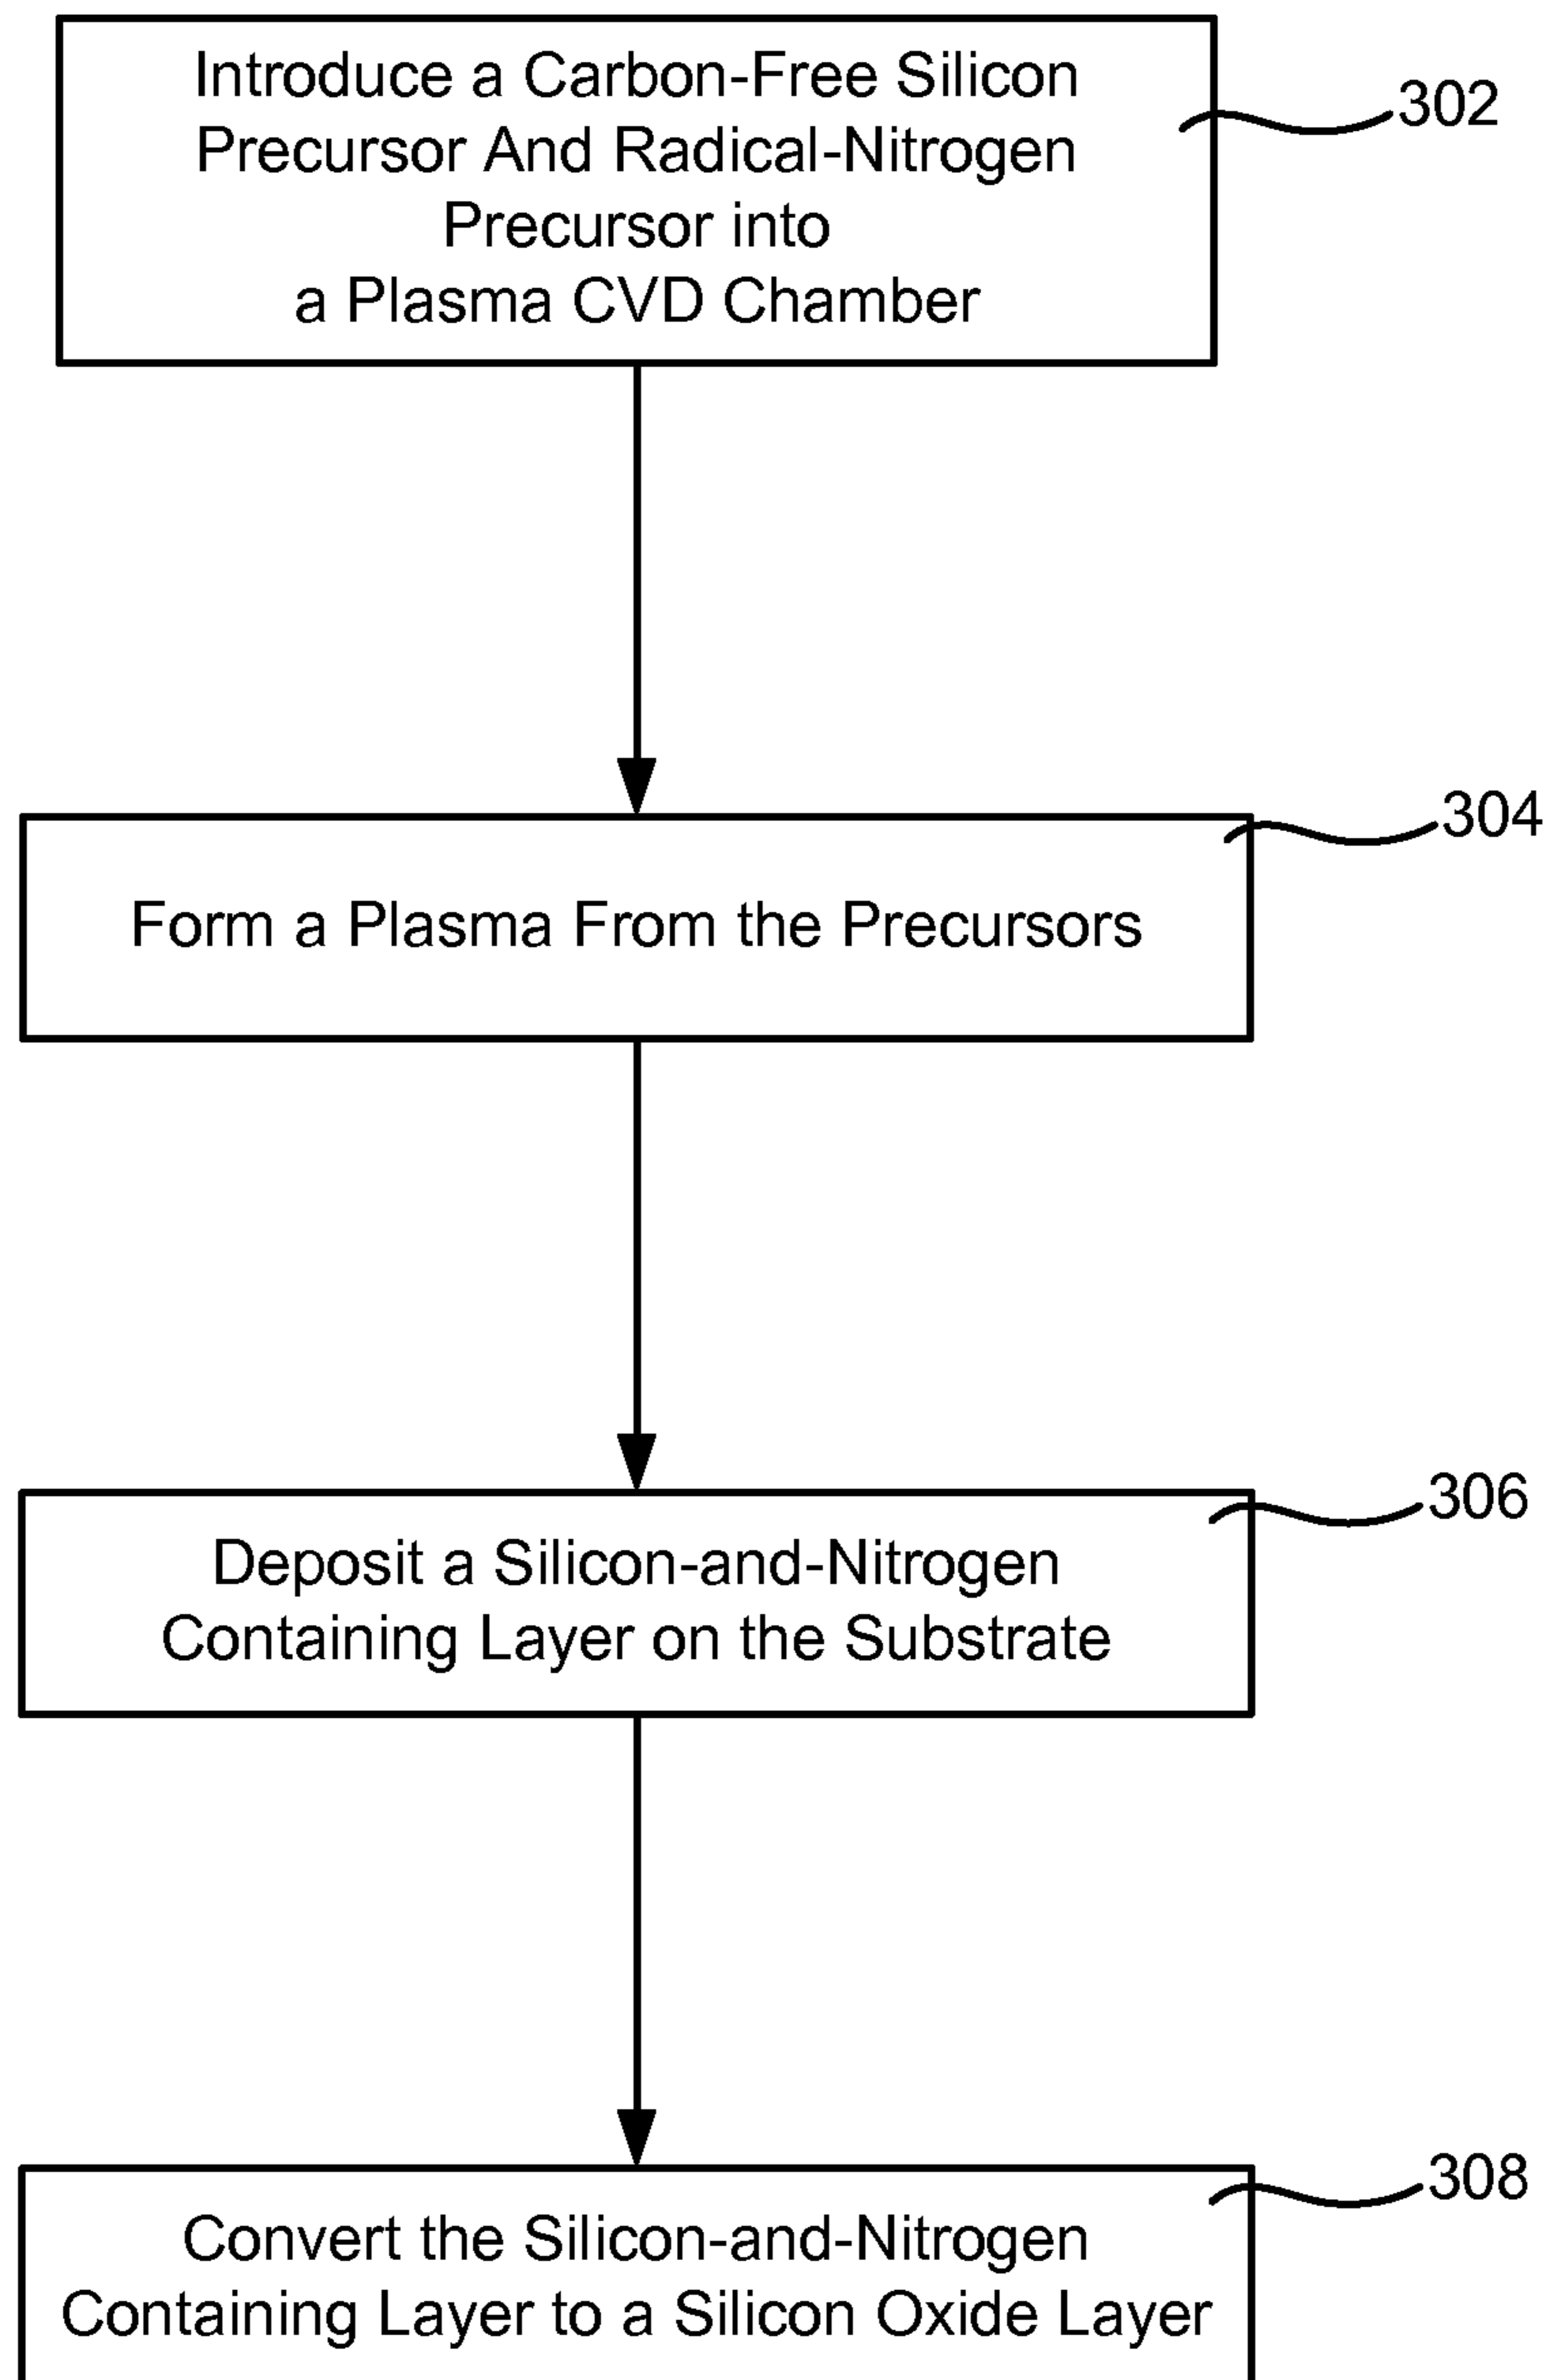 Introduce a Carbon-Free Silicon
Precursor And Radical-Nitrogen
Precursor into
a Plasma CVD Chamber
302
304
Form a Plasma From the Precursors
306
Deposit a Silicon-and-Nitrogen
Containing Layer on the Substrate
308
Convert the Silicon-and-Nitrogen
Containing Layer to a Silicon Oxide Layer